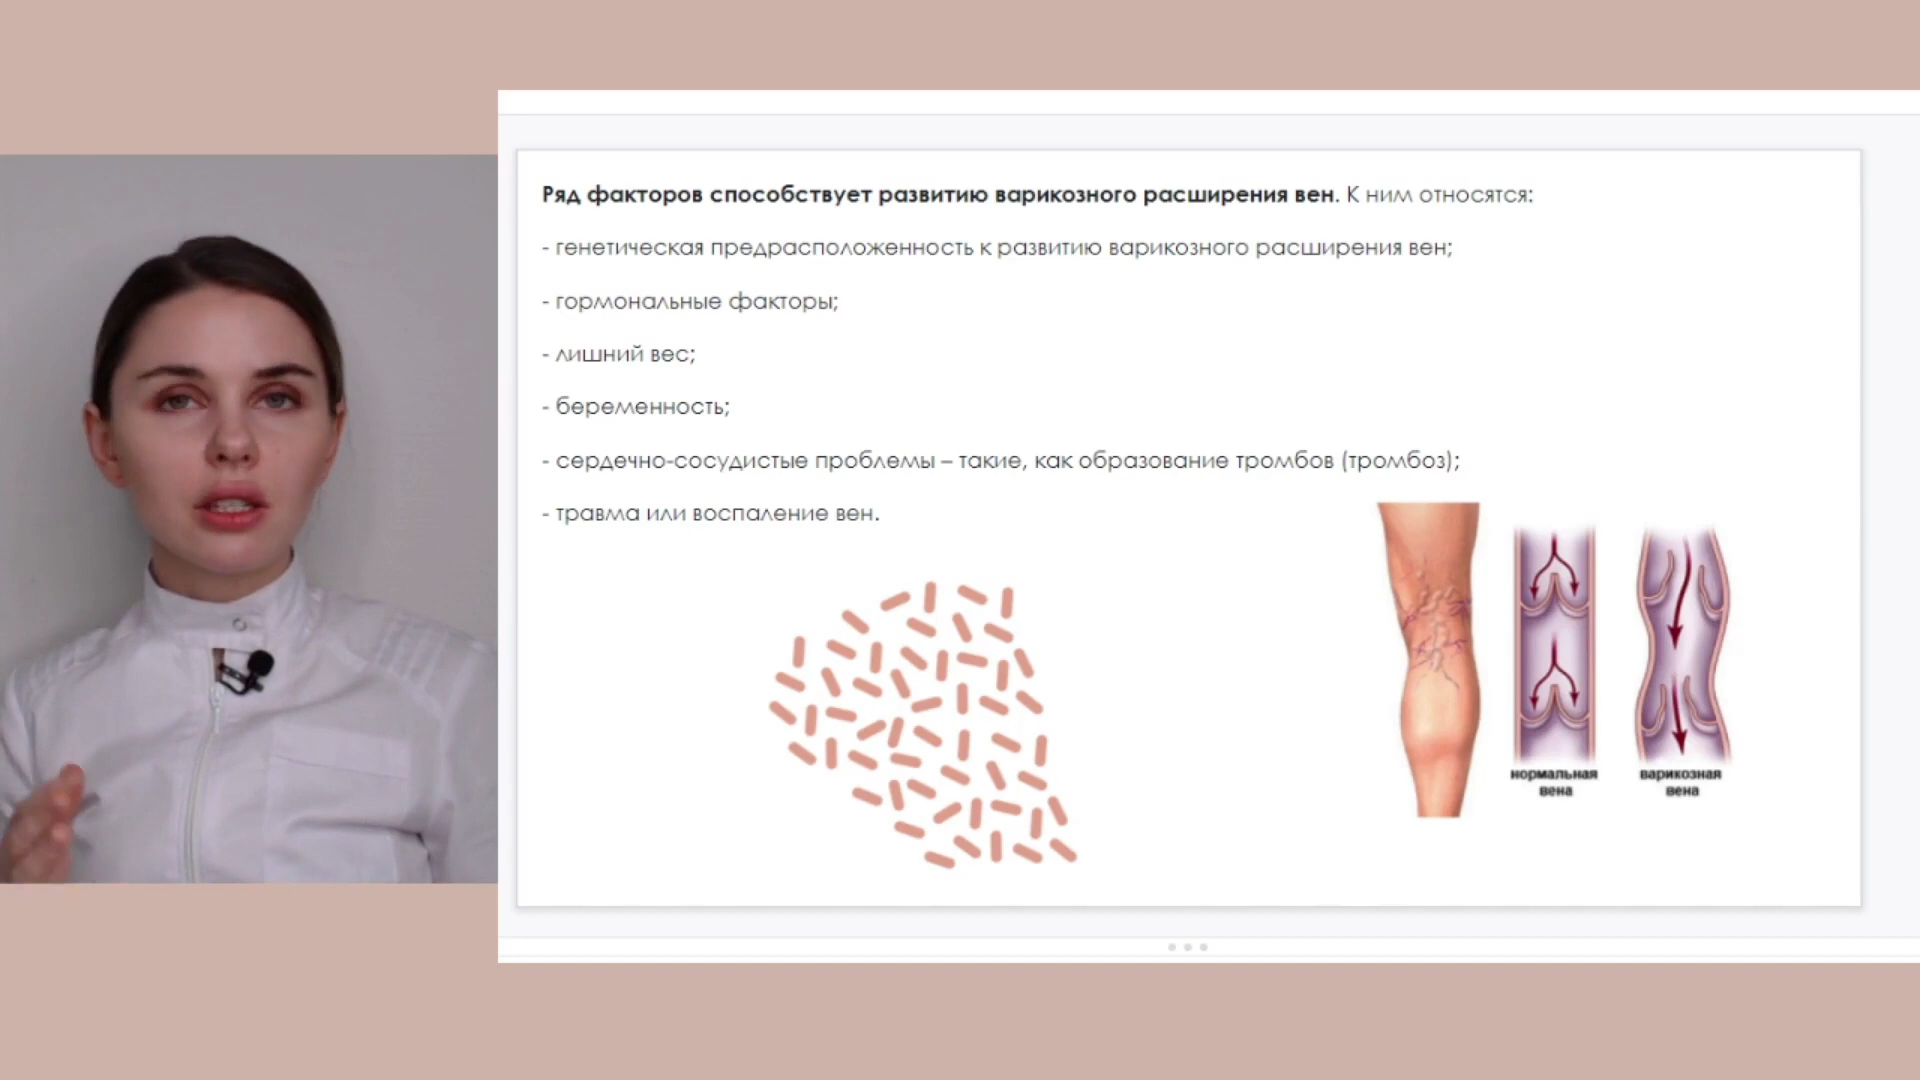 Ряд факторов способствует развитию варикозного расширения вен. К ним относятся:
- генетическая предрасположенность к развитию варикозного расширения вен;
- гормональные факторы;
- лишний вес;
- беременность;
- сердечно-сосудистые проблемы – такие, как образование тромбов (тромбоз);
- травма или воспаление вен.
нормальная
вена
варикозная
вена